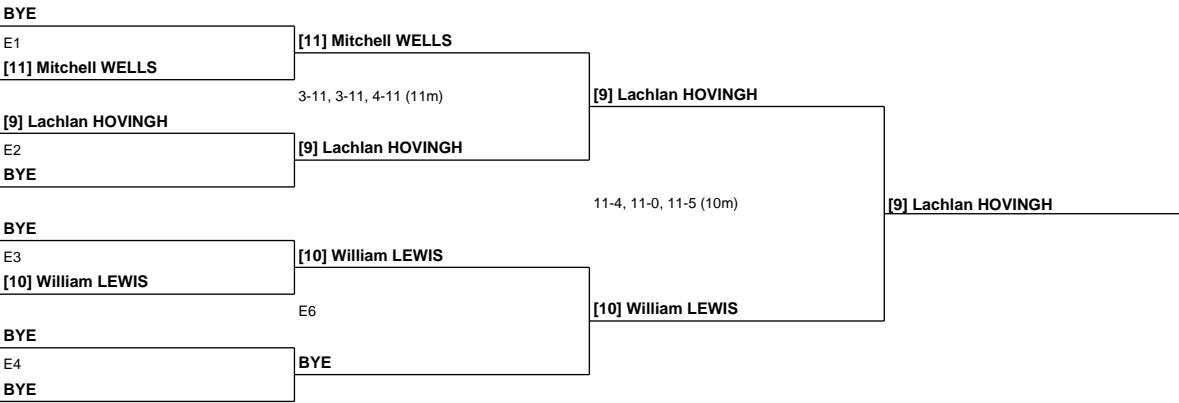 BYE
E1
[11] Mitchell WELLS
[11] Mitchell WELLS
3-11, 3-11, 4-11 (11m)
[9] Lachlan HOVINGH
[9] Lachlan HOVINGH
E2
[9] Lachlan HOVINGH
BYE
11-4, 11-0, 11-5 (10m)
[9] Lachlan HOVINGH
BYE
E3
[10] William LEWIS
[10] William LEWIS
E6
[10] William LEWIS
BYE
E4
BYE
BYE